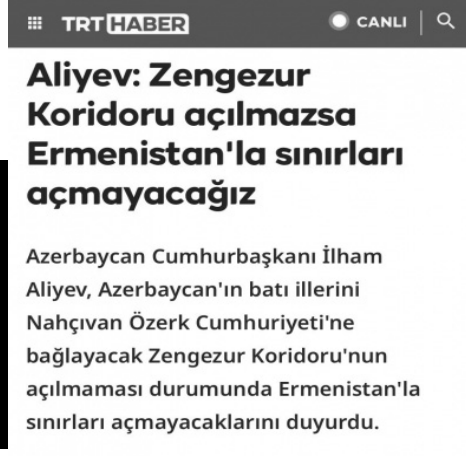 TRT HABER CANLI
Aliyev: Zengezur
Koridoru açılmazsa
Ermenistan'la sınırları
açmayacağız
Azerbaycan Cumhurbaşkanı İlham
Aliyev, Azerbaycan'ın batı illerini
Nahçıvan Özerk Cumhuriyeti'ne
bağlayacak Zengezur Koridoru'nun
açılmaması durumunda Ermenistan'la
sınırları açmayacaklarını duyurdu.